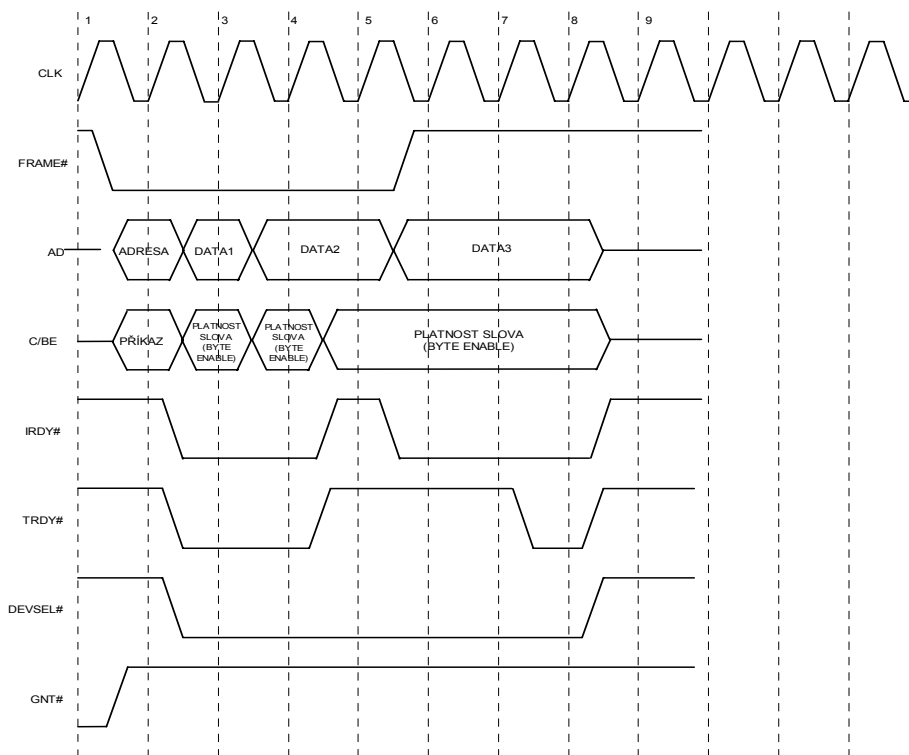 1 2 3 4 5 6 7 8 9
CLK
FRAME#
AD
ADRESA
DATA1
DATA2
DATA3
C/BE
PŘÍKAZ
PLATNOST
SLOVA
(BYTE
ENABLE)
PLATNOST
SLOVA
(BYTE
ENABLE)
PLATNOST SLOVA
(BYTE ENABLE)
IRDY#
TRDY#
DEVSEL#
GNT#